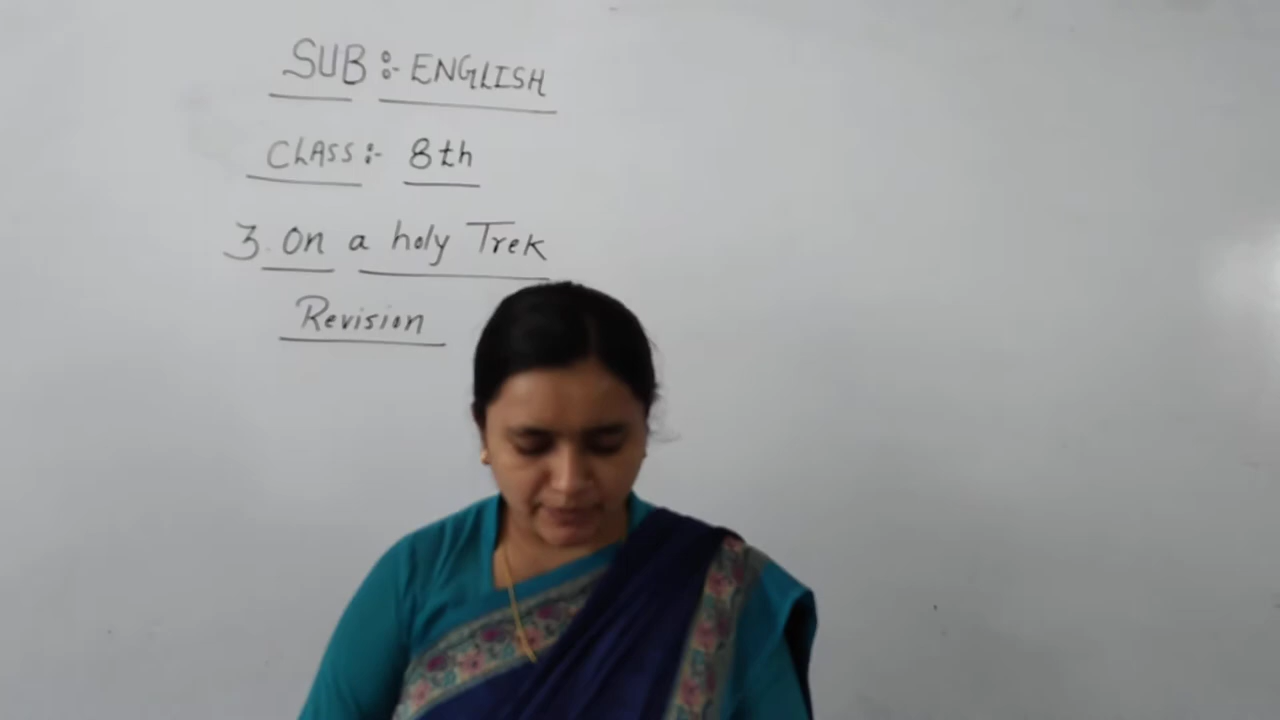 SUB :- ENGLISH
CLASS :- 8th
3. On a holy Trek
Revision